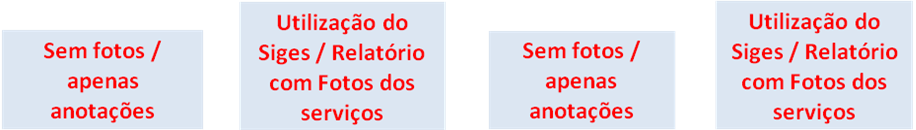 Sem fotos /
apenas
anotações
Utilização do
Siges / Relatório
com Fotos dos
serviços
Sem fotos /
apenas
anotações
Utilização do
Siges / Relatório
com Fotos dos
serviços